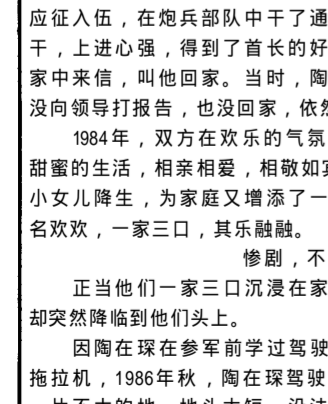 应征入伍，在炮兵部队中干了通
干，上进心强，得到了首长的好
家中来信，叫他回家。当时，陶
没向领导打报告，也没回家，依然
1984年，双方在欢乐的气氛
甜蜜的生活，相亲相爱，相敬如宾
小女儿降生，为家庭又增添了一
名欢欢，一家三口，其乐融融。
惨剧，不
正当他们一家三口沉浸在家
却突然降临到他们头上。
因陶在琛在参军前学过驾驶
拖拉机，1986年秋，陶在琛驾驶